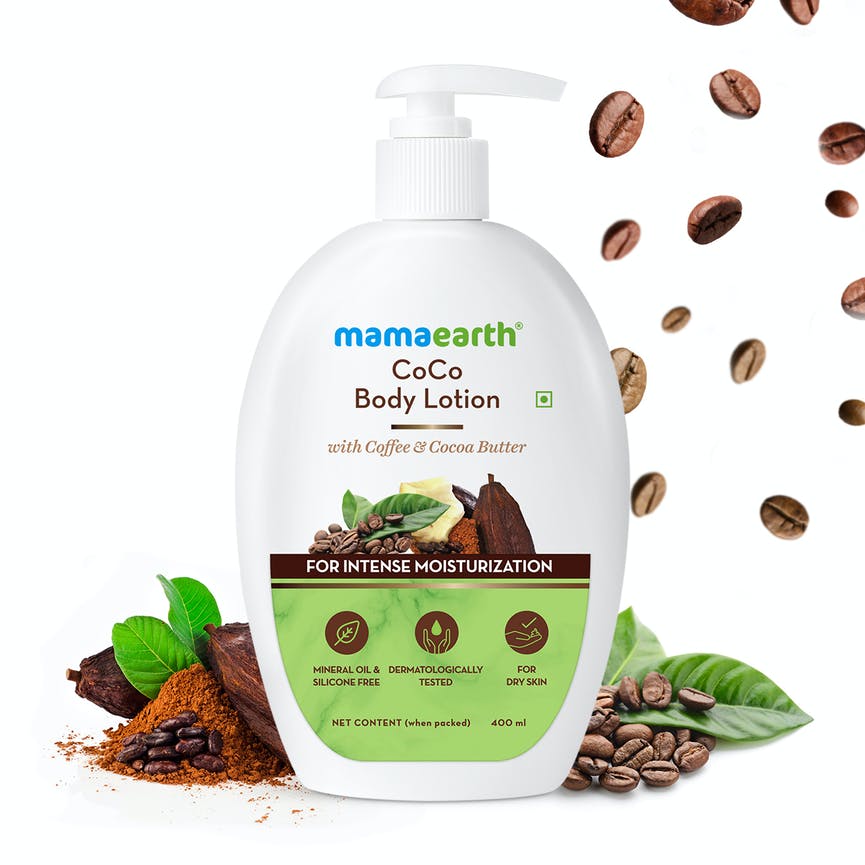 mamaearth®
CoCo
Body Lotion
with Coffee & Cocoa Butter
FOR INTENSE MOISTURIZATION
MINERAL OIL &
SILICONE FREE
DERMATOLOGICALLY
TESTED
FOR
DRY SKIN
NET CONTENT (when packed) 400 ml